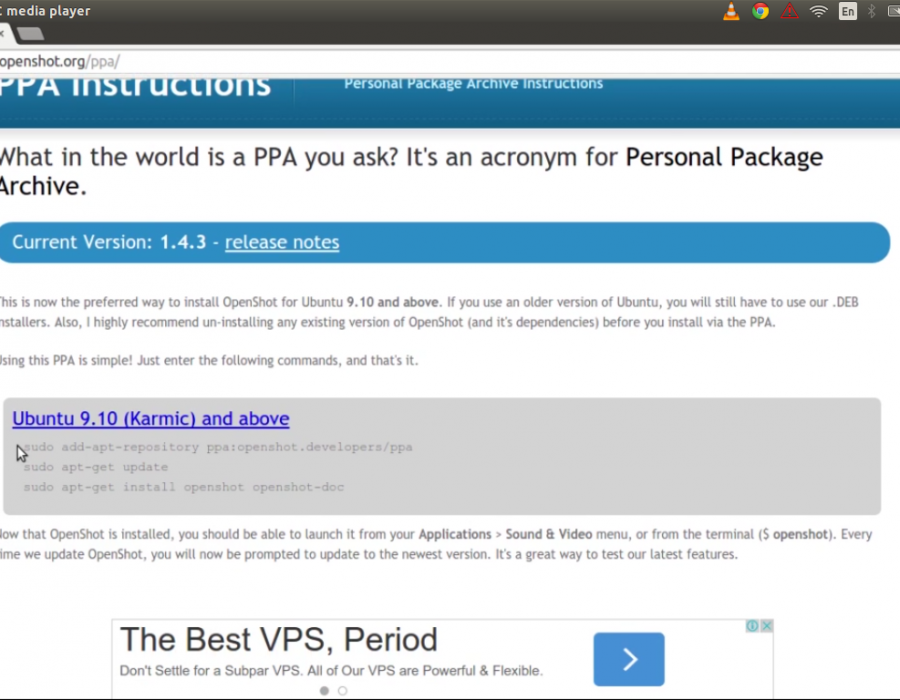 media player
En
openshot.org/ppa/
PPA Instructions
Personal Package Archive Instructions
What in the world is a PPA you ask? It's an acronym for Personal Package
Archive.
Current Version: 1.4.3 - release notes
This is now the preferred way to install OpenShot for Ubuntu 9.10 and above. If you use an older version of Ubuntu, you will still have to use our .DEB
installers. Also, I highly recommend un-installing any existing version of OpenShot (and it's dependencies) before you install via the PPA.
Using this PPA is simple! Just enter the following commands, and that's it.
Ubuntu 9.10 (Karmic) and above
sudo add-apt-repository ppa:openshot.developers/ppa
sudo apt-get update
sudo apt-get install openshot openshot-doc
Now that OpenShot is installed, you should be able to launch it from your Applications > Sound & Video menu, or from the terminal ($ openshot). Every
time we update OpenShot, you will now be prompted to update to the newest version. It's a great way to test our latest features.
The Best VPS, Period
Don't Settle for a Subpar VPS. All of Our VPS are Powerful & Flexible.